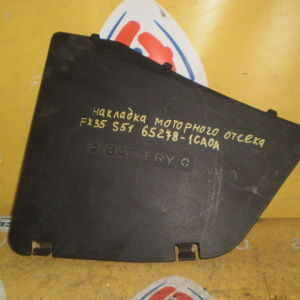 накладка моторного отсека
FX35 S51 65278-1CA0A
⊖ BATTERY ⊕